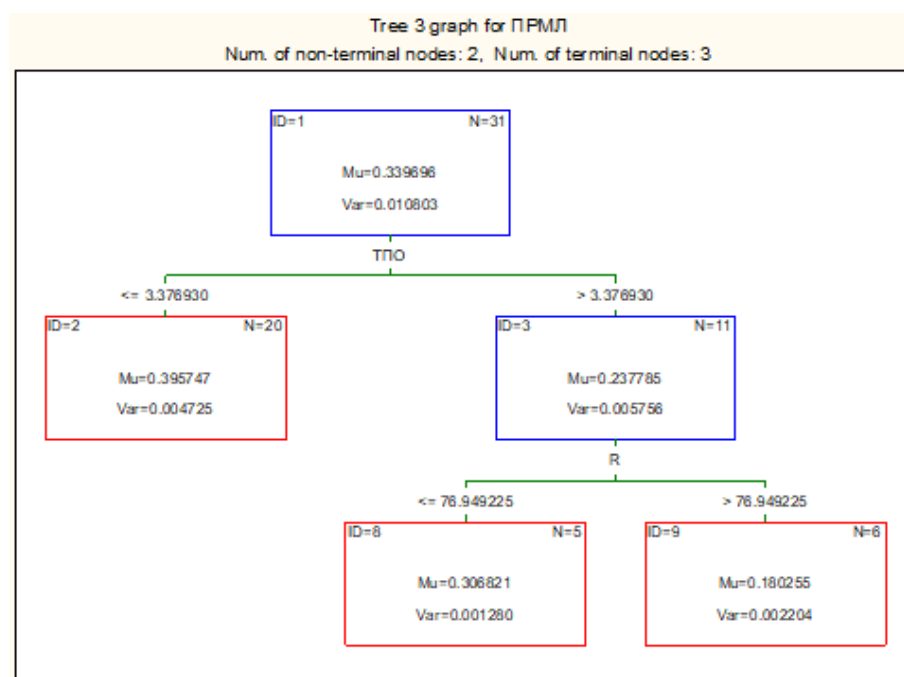 Tree 3 graph for ПРМЛ
Num. of non-terminal nodes: 2, Num. of terminal nodes: 3
ID=1 N=31
Mu=0.339696
Var=0.010803
ТПО
<= 3.376930 > 3.376930
ID=2 N=20 ID=3 N=11
Mu=0.395747 Mu=0.237785
Var=0.004725 Var=0.005756
R
<= 76.949225 > 76.949225
ID=8 N=5 ID=9 N=6
Mu=0.306821 Mu=0.180255
Var=0.001280 Var=0.002204